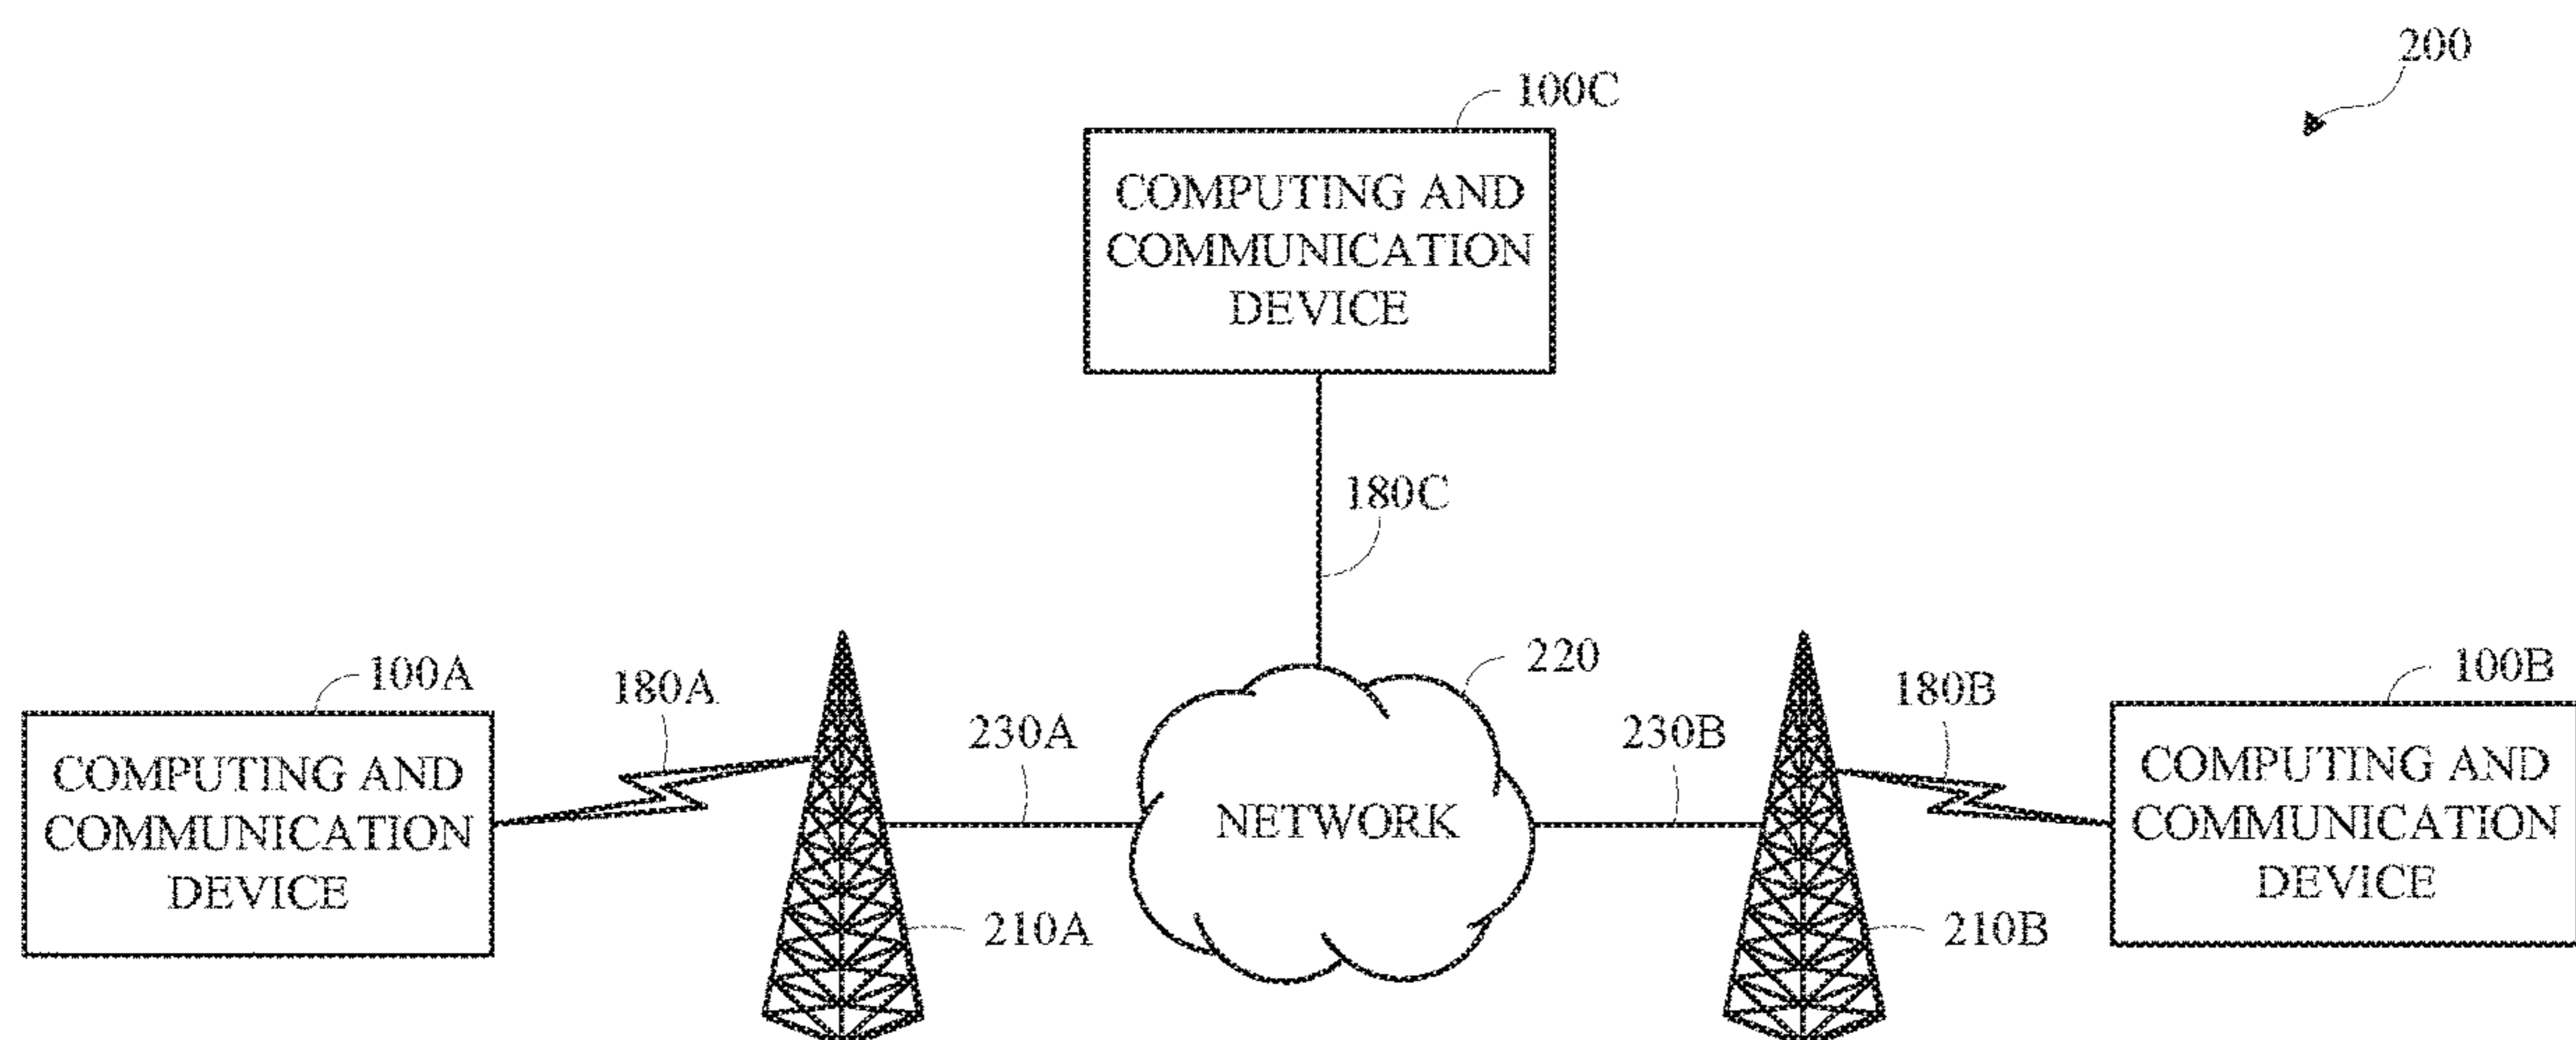 200
100C
COMPUTING AND
COMMUNICATION
DEVICE
180C
100A
180A
230A
220
230B
180B
100B
COMPUTING AND
COMMUNICATION
DEVICE
NETWORK
COMPUTING AND
COMMUNICATION
DEVICE
210A
210B